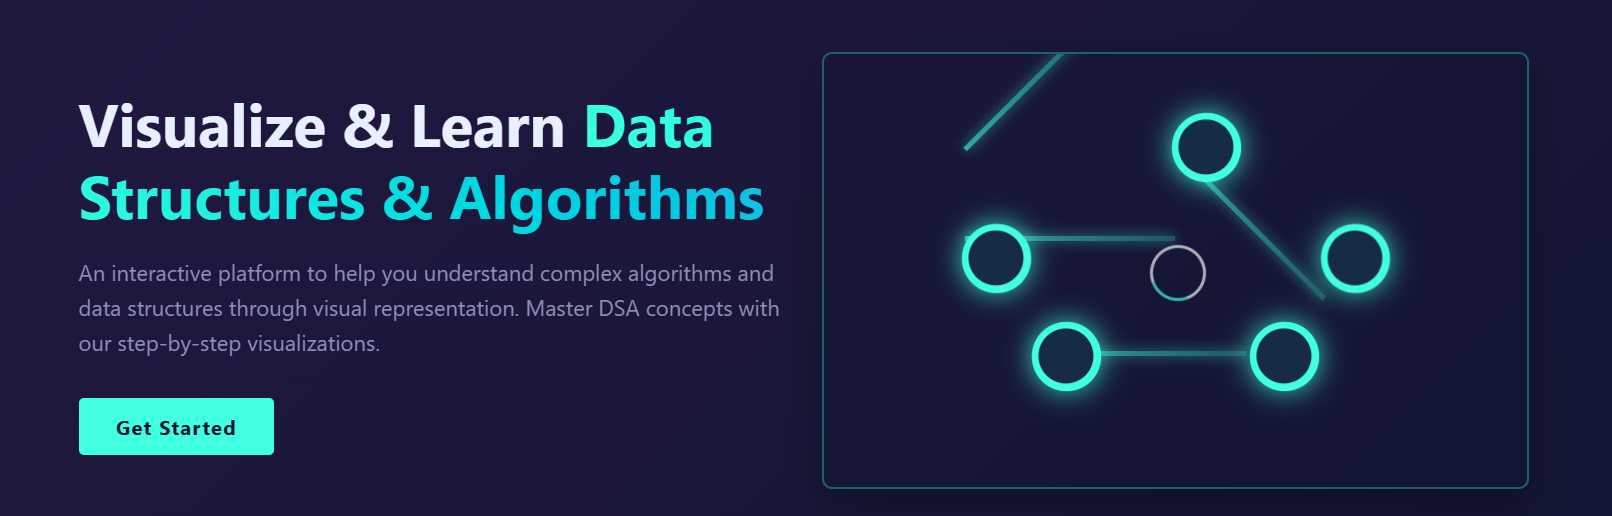 Visualize & Learn Data
Structures & Algorithms
An interactive platform to help you understand complex algorithms and
data structures through visual representation. Master DSA concepts with
our step-by-step visualizations.
Get Started